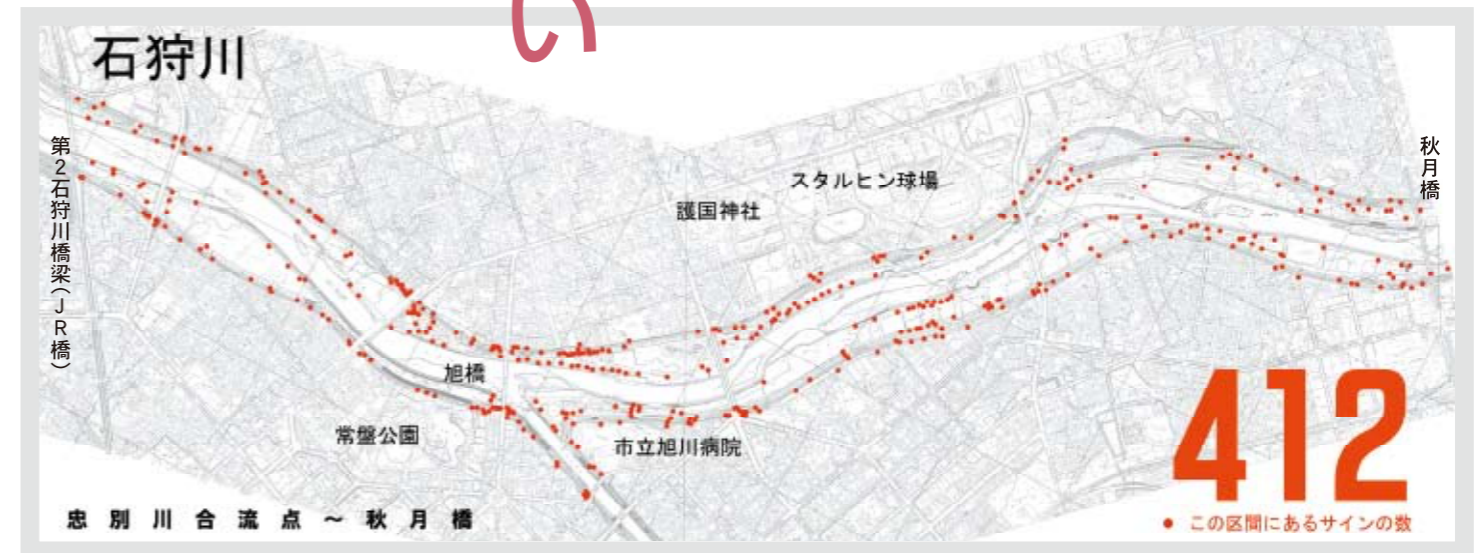 い
石狩川
第2石狩川橋梁(JR橋)
秋月橋
スタルヒン球場
護国神社
旭橋
常盤公園
市立旭川病院
412
● この区間にあるサインの数
忠別川合流点～秋月橋